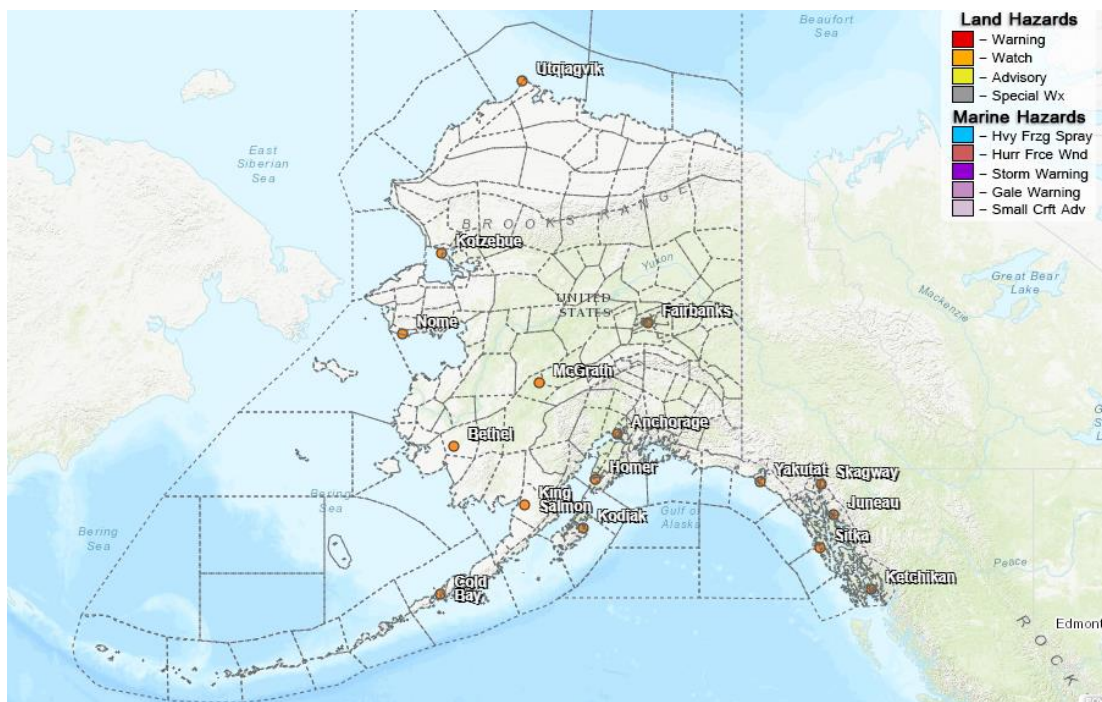 Land Hazards
– Warning
– Watch
– Advisory
– Special Wx
Marine Hazards
– Hvy Frzg Spray
– Hurr Frce Wnd
– Storm Warning
– Gale Warning
– Small Crft Adv
Beaufort
Sea
Utqiagvik
East
Siberian
Sea
BROOKS RANGE
Kotzebue
Yukon
Great Bear
Lake
Mackenzie
UNITED
STATES
Fairbanks
Nome
McGrath
Anchorage
Bethel
Homer
Yakutat
Skagway
King
Salmon
Kodiak
Gulf of
Alaska
Juneau
Bering
Sea
Bering
Sea
Sitka
Peace
Cold
Bay
Ketchikan
Edmont
ROCK